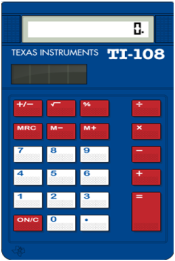 0.
TEXAS INSTRUMENTS TI-108
+/− √ % ÷
MRC M− M+ ×
7 8 9 −
4 5 6 +
1 2 3 =
ON/C 0 .